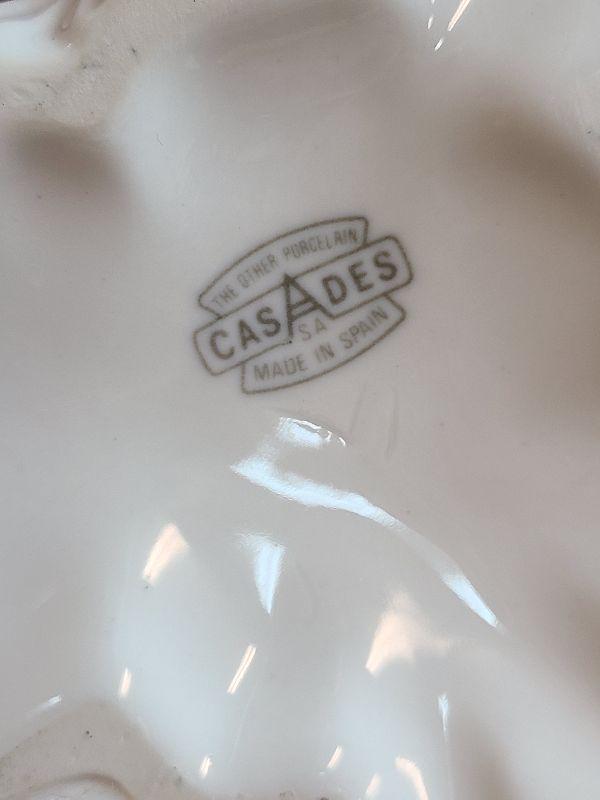 THE OTHER PORCELAIN
CASADES
SA
MADE IN SPAIN